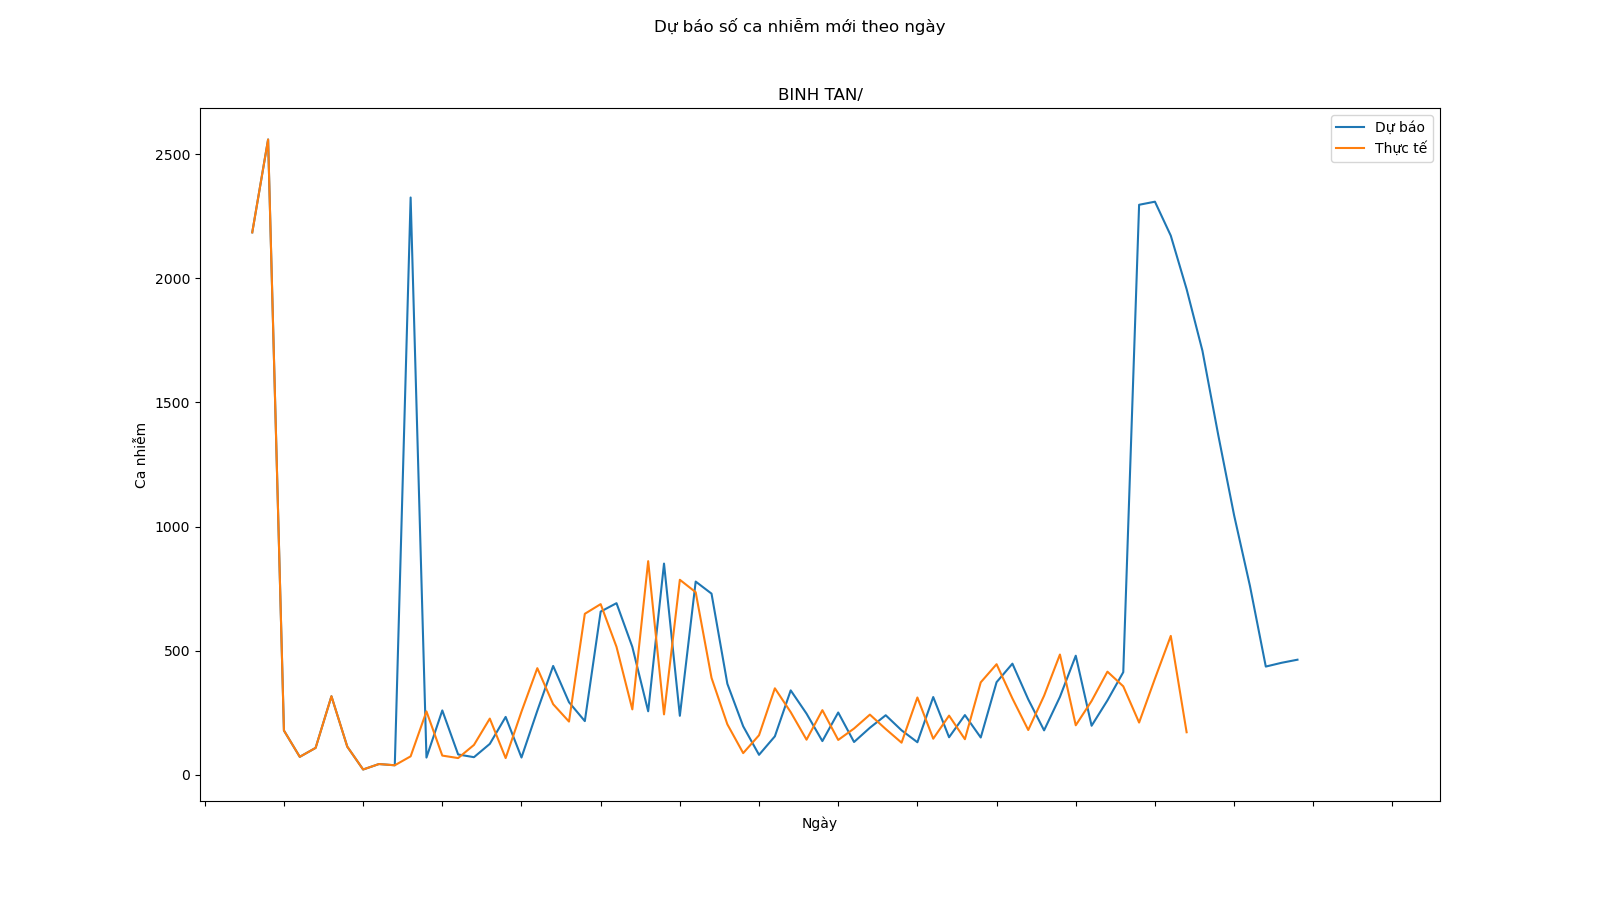 Dự báo số ca nhiễm mới theo ngày
BINH TAN/
Dự báo
Thực tế
2500
2000
1500
1000
500
0
Ca nhiễm
Ngày